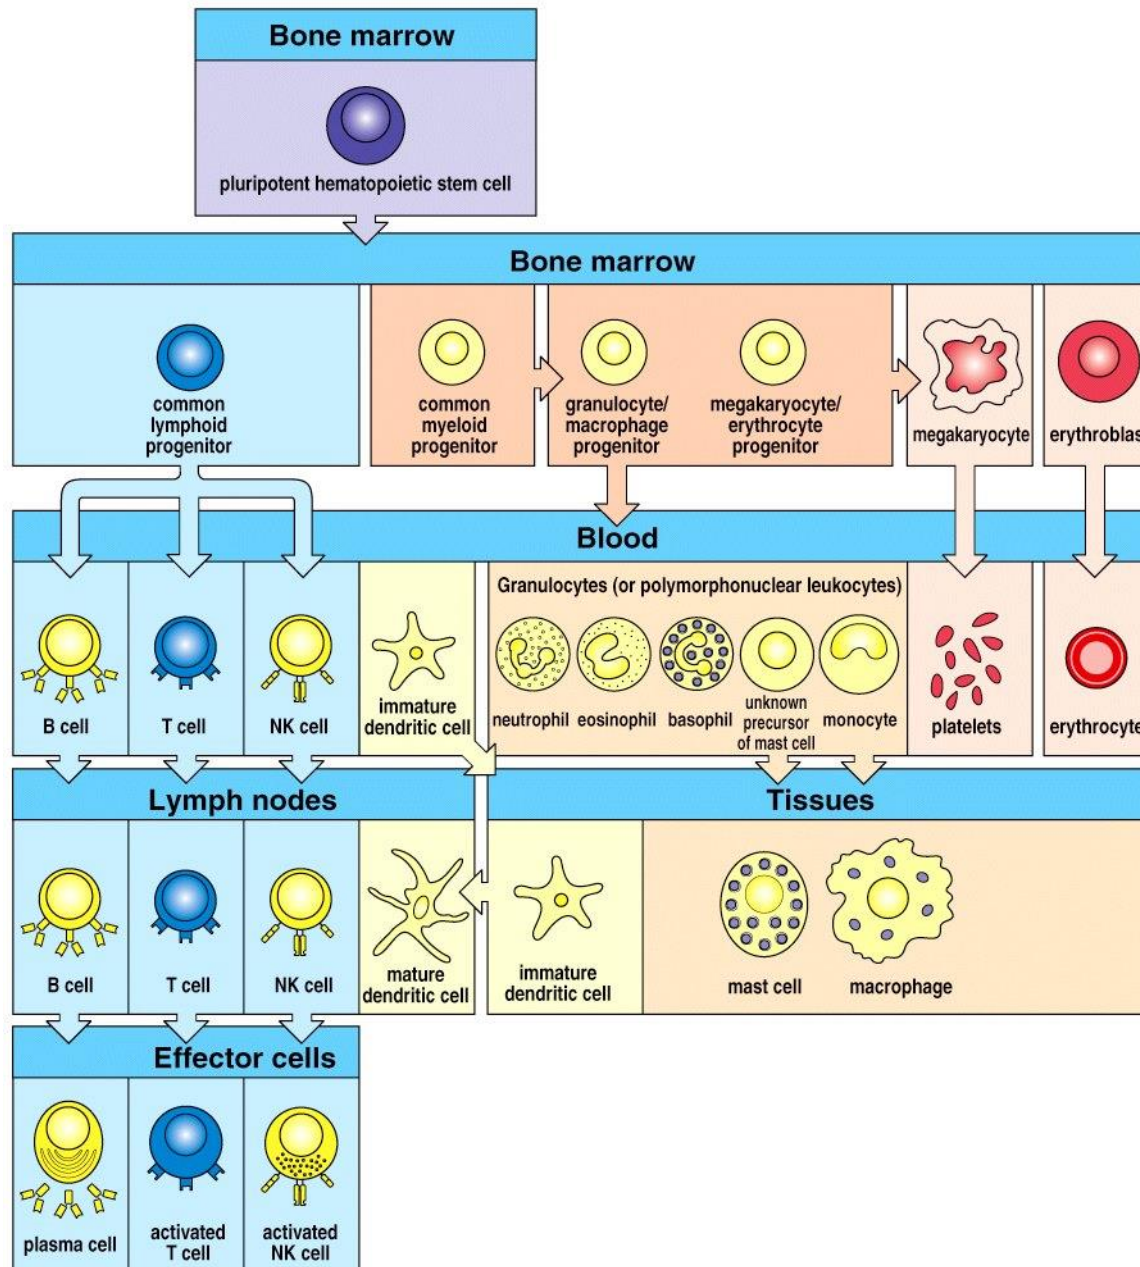 Bone marrow
pluripotent hematopoietic stem cell
Bone marrow
common
lymphoid
progenitor
common
myeloid
progenitor
granulocyte/
macrophage
progenitor
megakaryocyte/
erythrocyte
progenitor
megakaryocyte
erythroblas
Blood
Granulocytes (or polymorphonuclear leukocytes)
B cell
T cell
NK cell
immature
dendritic cell
neutrophil
eosinophil
basophil
unknown
precursor
of mast cell
monocyte
platelets
erythrocyte
Lymph nodes
Tissues
B cell
T cell
NK cell
mature
dendritic cell
immature
dendritic cell
mast cell
macrophage
Effector cells
plasma cell
activated
T cell
activated
NK cell